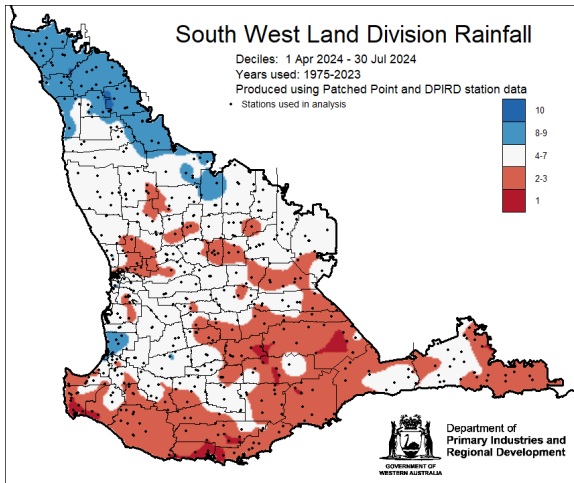 South West Land Division Rainfall
Deciles: 1 Apr 2024 - 30 Jul 2024
Years used: 1975-2023
Produced using Patched Point and DPIRD station data
• Stations used in analysis
10
8-9
4-7
2-3
1
Department of
Primary Industries and
Regional Development
GOVERNMENT OF
WESTERN AUSTRALIA